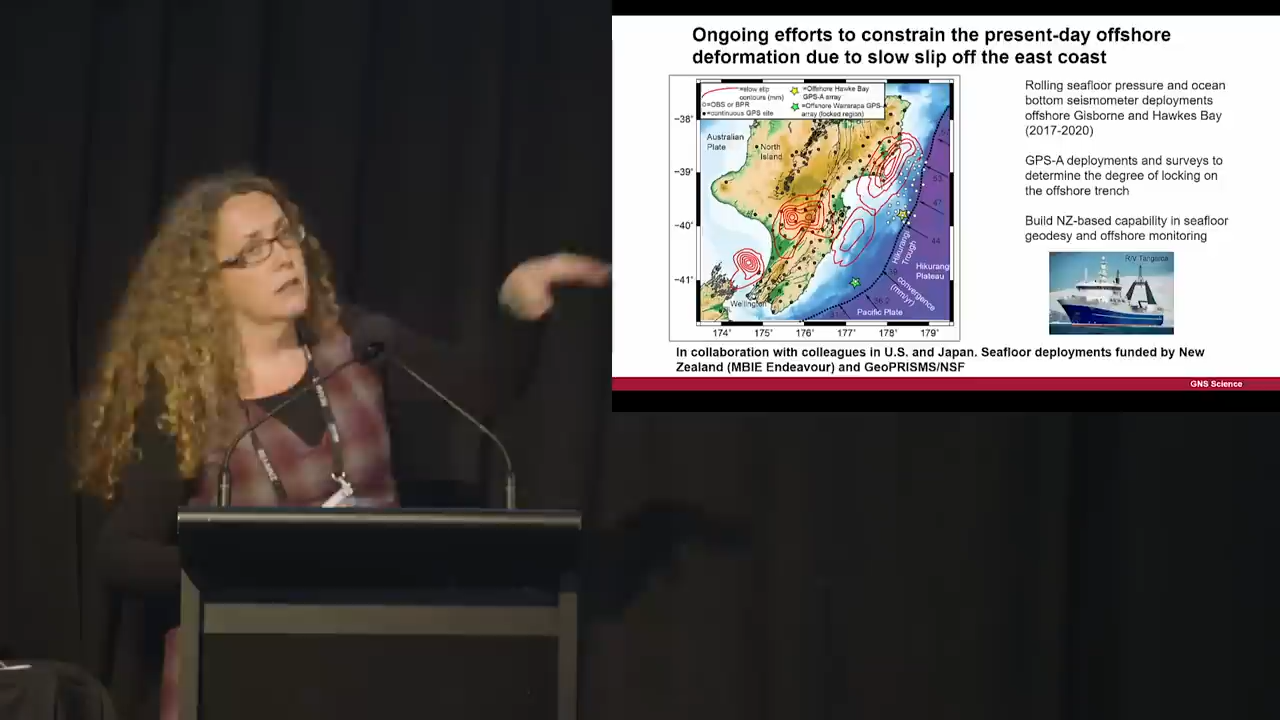 Ongoing efforts to constrain the present-day offshore
deformation due to slow slip off the east coast
=slow slip
contours (mm)
O=OBS or BPR
=continuous GPS site
=Offshore Hawke Bay
GPS-A array
=Offshore Wairarapa GPS-
array (locked region)
Australian
Plate
North
Island
Wellington
Hikurangi
Trough
Hikurang
Plateau
convergence
(mm/yr)
Pacific Plate
47
44
-38°
-39°
-40°
-41°
174°
175°
176°
177°
178°
179°
Rolling seafloor pressure and ocean
bottom seismometer deployments
offshore Gisborne and Hawkes Bay
(2017-2020)
GPS-A deployments and surveys to
determine the degree of locking on
the offshore trench
Build NZ-based capability in seafloor
geodesy and offshore monitoring
R/V Tangaroa
In collaboration with colleagues in U.S. and Japan. Seafloor deployments funded by New
Zealand (MBIE Endeavour) and GeoPRISMS/NSF
GNS Science